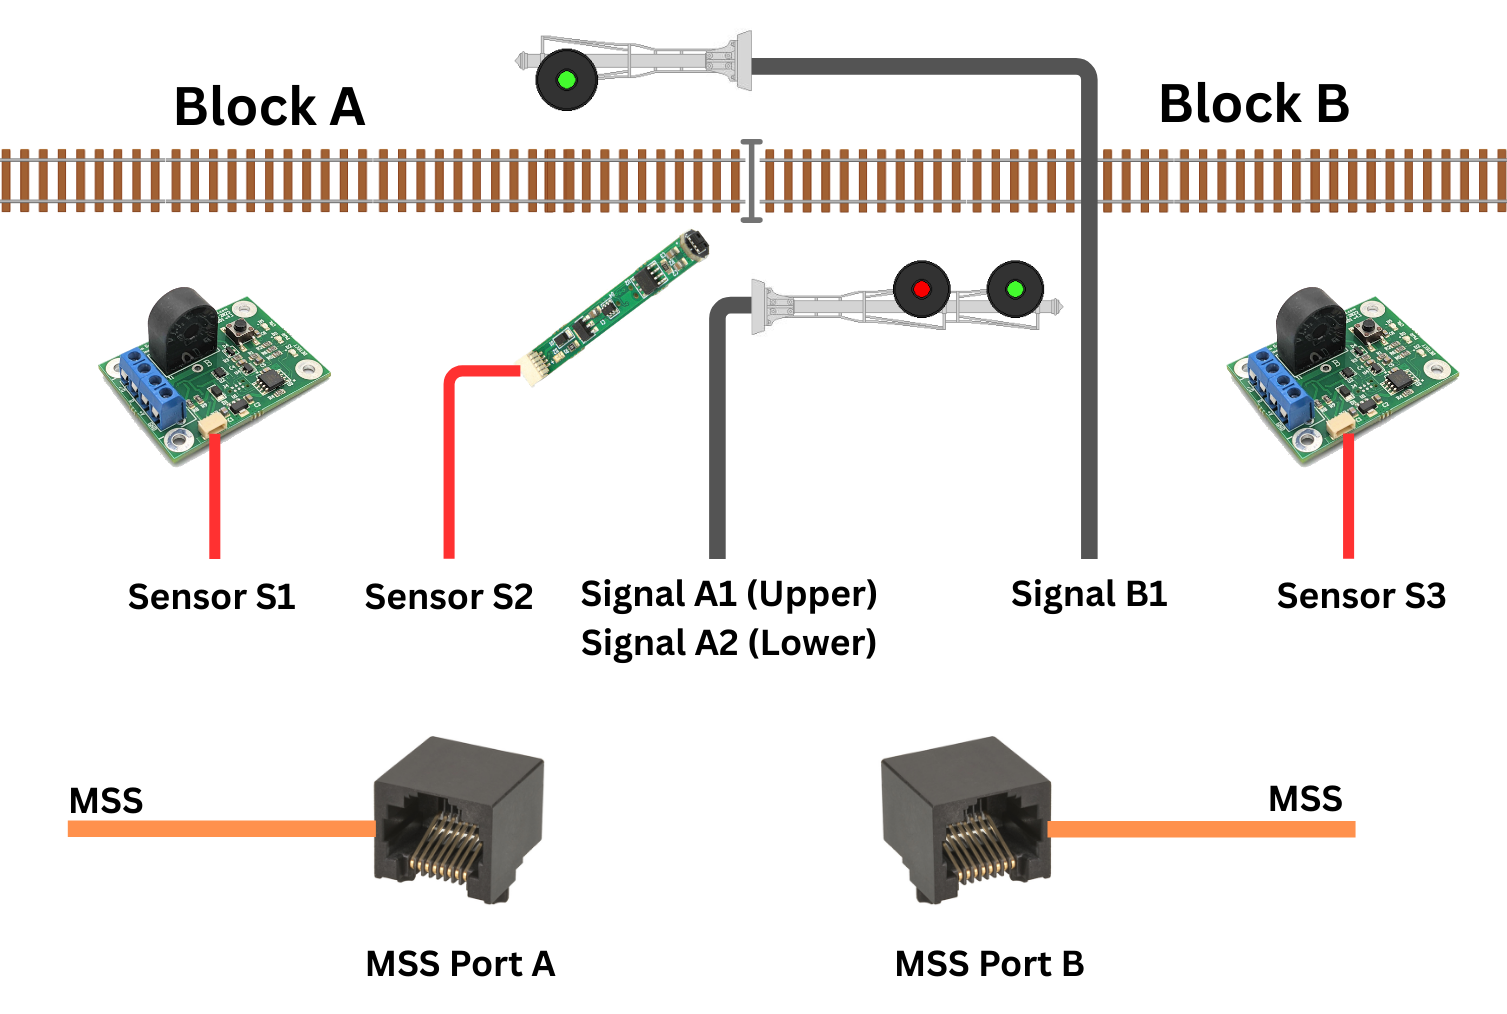 Block A
Block B
Sensor S1
Sensor S2
Signal A1 (Upper)
Signal A2 (Lower)
Signal B1
Sensor S3
MSS
MSS
MSS Port A
MSS Port B